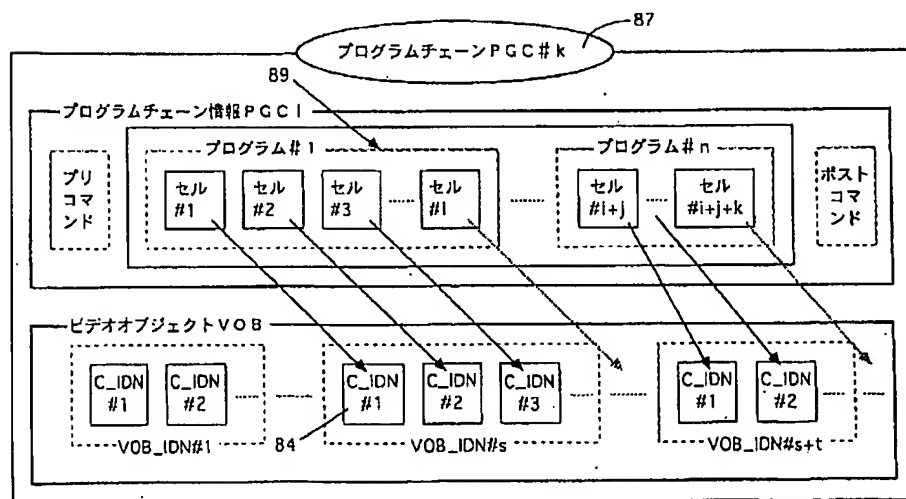 87
プログラムチェーンPGC#k
89
プログラムチェーン情報PGCI
プログラム#1
プログラム#n
プリ
コマ
ンド
セル
#1
セル
#2
セル
#3
……
セル
#i
……
セル
#i+j
……
セル
#i+j+k
ポスト
コマ
ンド
ビデオオブジェクトVOB
C_IDN
#1
C_IDN
#2
……
……
C_IDN
#1
C_IDN
#2
C_IDN
#3
……
……
C_IDN
#1
C_IDN
#2
……
……
VOB_IDN#1
84
VOB_IDN#s
VOB_IDN#s+t